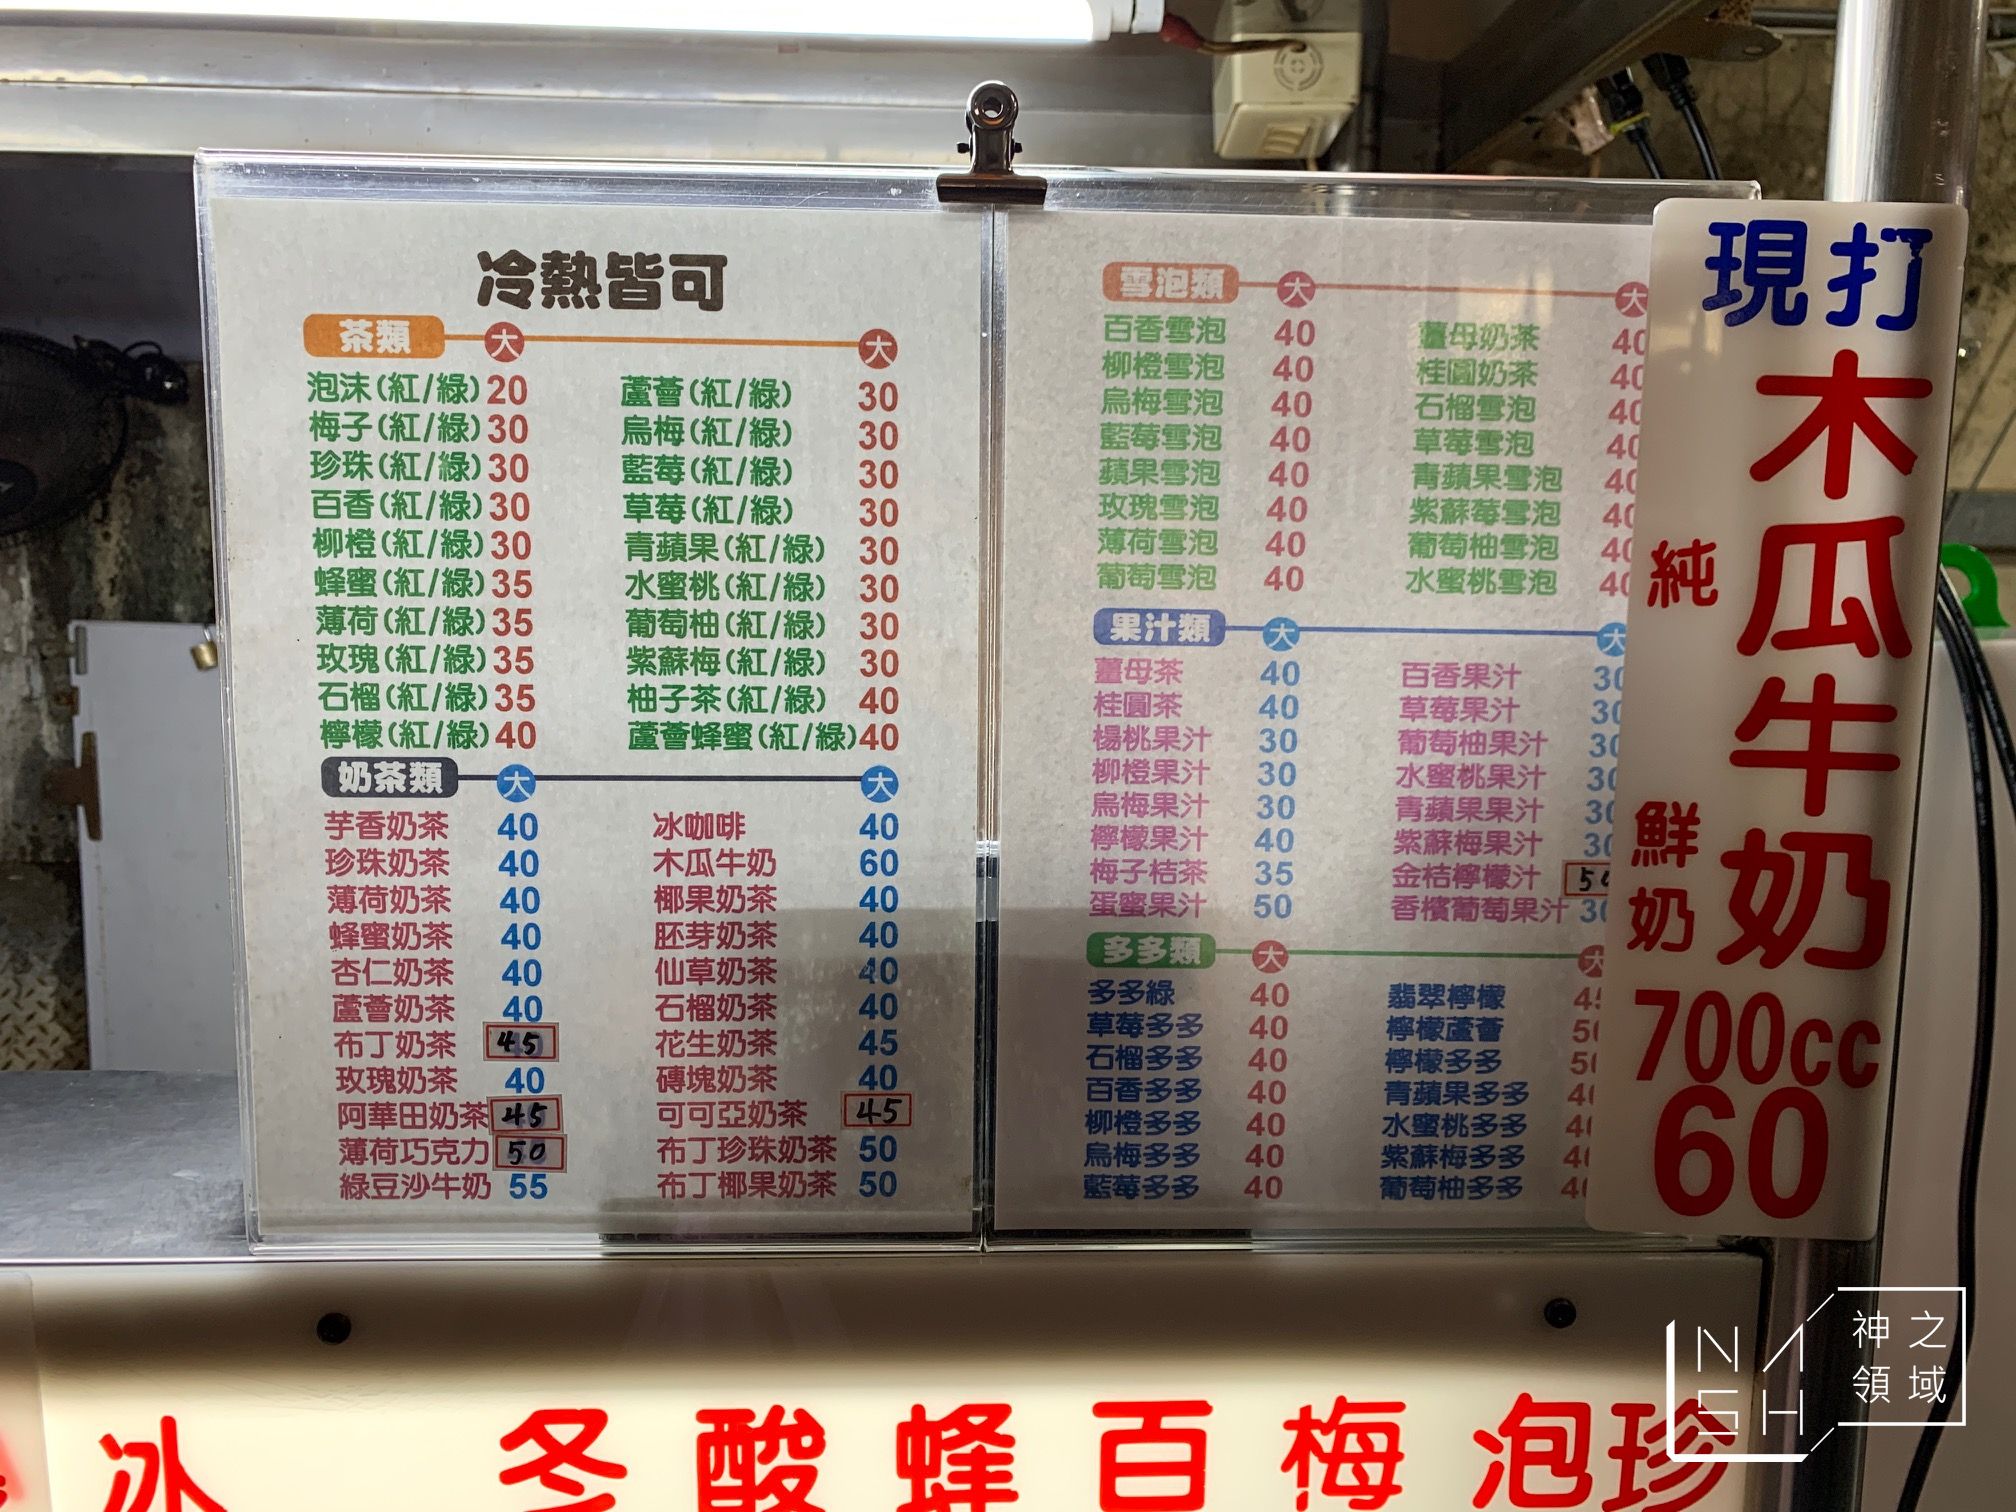 冷熱皆可
茶類 大 大
泡沫(紅/綠) 20 蘆薈(紅/綠) 30
梅子(紅/綠) 30 烏梅(紅/綠) 30
珍珠(紅/綠) 30 藍莓(紅/綠) 30
百香(紅/綠) 30 草莓(紅/綠) 30
柳橙(紅/綠) 30 青蘋果(紅/綠) 30
蜂蜜(紅/綠) 35 水蜜桃(紅/綠) 30
薄荷(紅/綠) 35 葡萄柚(紅/綠) 30
玫瑰(紅/綠) 35 紫蘇梅(紅/綠) 30
石榴(紅/綠) 35 柚子茶(紅/綠) 40
檸檬(紅/綠) 40 蘆薈蜂蜜(紅/綠) 40
奶茶類 大 大
芋香奶茶 40 冰咖啡 40
珍珠奶茶 40 木瓜牛奶 60
薄荷奶茶 40 椰果奶茶 40
蜂蜜奶茶 40 胚芽奶茶 40
杏仁奶茶 40 仙草奶茶 40
蘆薈奶茶 40 石榴奶茶 40
布丁奶茶 45 花生奶茶 45
玫瑰奶茶 40 磚塊奶茶 40
阿華田奶茶 45 可可亞奶茶 45
薄荷巧克力 50 布丁珍珠奶茶 50
綠豆沙牛奶 55 布丁椰果奶茶 50
雪泡類 大 大
百香雪泡 40 薑母奶茶 40
柳橙雪泡 40 桂圓奶茶 40
烏梅雪泡 40 石榴雪泡 40
藍莓雪泡 40 草莓雪泡 40
蘋果雪泡 40 青蘋果雪泡 40
玫瑰雪泡 40 紫蘇莓雪泡 40
薄荷雪泡 40 葡萄柚雪泡 40
葡萄雪泡 40 水蜜桃雪泡 40
果汁類 大 大
薑母茶 40 百香果汁 30
桂圓茶 40 草莓果汁 30
楊桃果汁 30 葡萄柚果汁 30
柳橙果汁 30 水蜜桃果汁 30
烏梅果汁 30 青蘋果果汁 30
檸檬果汁 40 紫蘇梅果汁 30
梅子桔茶 35 金桔檸檬汁 50
蛋蜜果汁 50 香檳葡萄果汁 30
多多類 大 大
多多綠 40 翡翠檸檬
草莓多多 40 檸檬蘆薈
石榴多多 40 檸檬多多
百香多多 40 青蘋果多多
柳橙多多 40 水蜜桃多多
烏梅多多 40 紫蘇梅多多
藍莓多多 40 葡萄柚多多
現打
木瓜牛奶
純鮮奶
700cc
60
冰 冬 酸 蜂 百 梅 泡 珍
NASH
神之領域